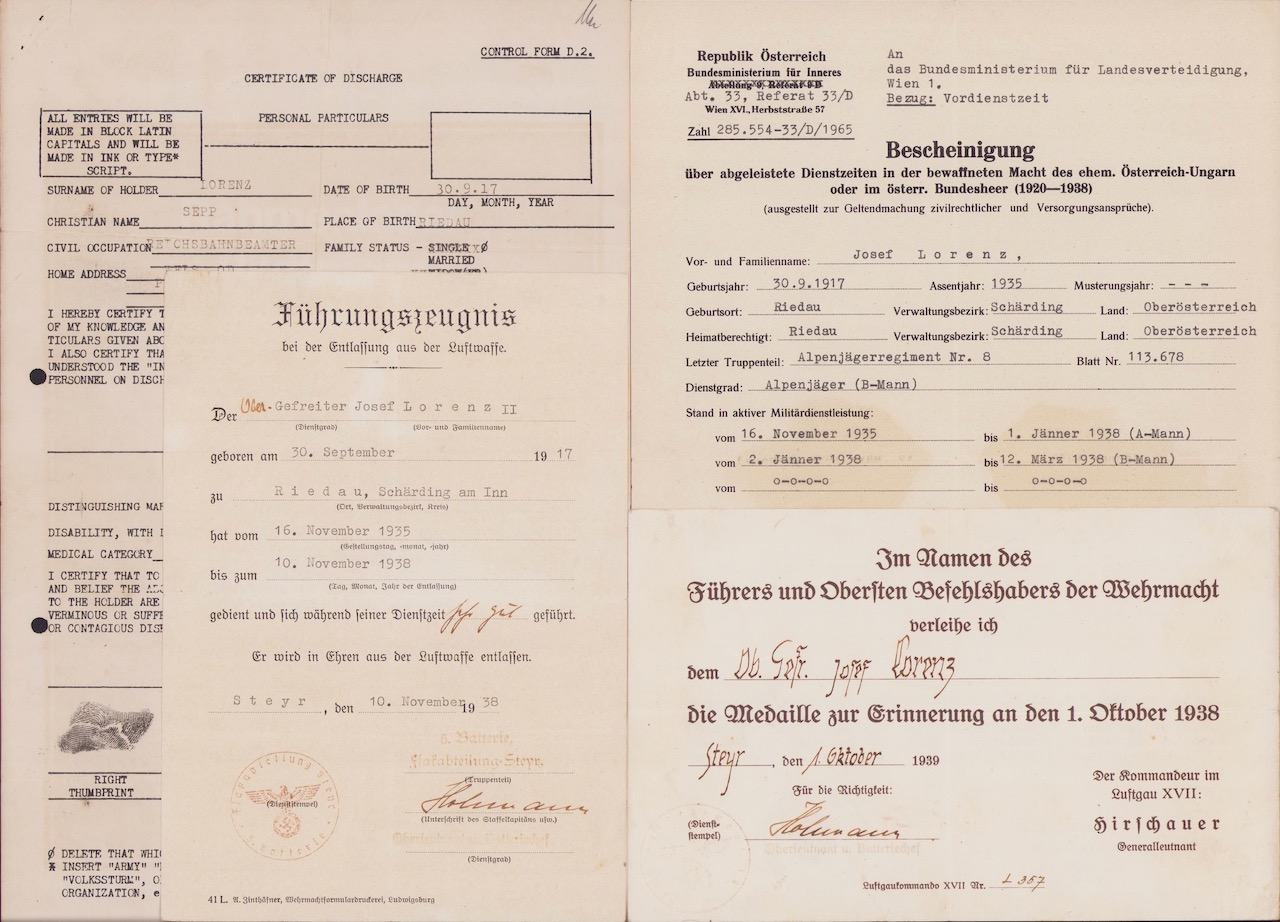 CONTROL FORM D.2.
CERTIFICATE OF DISCHARGE
ALL ENTRIES WILL BE
MADE IN BLOCK LATIN
CAPITALS AND WILL BE
MADE IN INK OR TYPE*
SCRIPT.
PERSONAL PARTICULARS
SURNAME OF HOLDER LORENZ
DATE OF BIRTH 30.9.17
DAY, MONTH, YEAR
CHRISTIAN NAME SEPP
PLACE OF BIRTH RIEDAU
CIVIL OCCUPATION REICHSBAHNBEAMTER
FAMILY STATUS - SINGLE Ø
MARRIED
HOME ADDRESS
I HEREBY CERTIFY T
OF MY KNOWLEDGE AN
TICULARS GIVEN ABO
I ALSO CERTIFY THA
UNDERSTOOD THE "IN
PERSONNEL ON DISCH
DISTINGUISHING MAR
DISABILITY, WITH
MEDICAL CATEGORY
I CERTIFY THAT TO
AND BELIEF THE
TO THE HOLDER ARE
VERMINOUS OR SUFFE
OR CONTAGIOUS DISE
RIGHT
THUMBPRINT
Ø DELETE THAT WHIC
* INSERT "ARMY" "
"VOLKSSTURM", O
ORGANIZATION, e
Führungszeugnis
bei der Entlassung aus der Luftwaffe.
Der Ober-Gefreiter Josef Lorenz II
(Dienstgrad) (Vor- und Familienname)
geboren am 30. September 1917
zu Riedau, Schärding am Inn
(Ort, Verwaltungsbezirk, Kreis)
hat vom 16. November 1935
(Gestellungstag, -monat, -jahr)
bis zum 10. November 1938
(Tag, Monat, Jahr der Entlassung)
gedient und sich während seiner Dienstzeit sehr gut geführt.
Er wird in Ehren aus der Luftwaffe entlassen.
Steyr, den 10. November 1938
Batterie,
Flakabteilung Steyr.
(Truppenteil)
(Dienststempel)
(Unterschrift des Staffelkapitäns usw.)
(Dienstgrad)
41 L. A. Zinthäfner, Wehrmachtformulardruckerei, Ludwigsburg
Republik Österreich
Bundesministerium für Inneres
Abteilung 9, Referat 9 D
Abt. 33, Referat 33/D
Wien XVI., Herbststraße 57
Zahl 285.554-33/D/1965
An
das Bundesministerium für Landesverteidigung,
Wien 1.
Bezug: Vordienstzeit
Bescheinigung
über abgeleistete Dienstzeiten in der bewaffneten Macht des ehem. Österreich-Ungarn
oder im österr. Bundesheer (1920—1938)
(ausgestellt zur Geltendmachung zivilrechtlicher und Versorgungsansprüche).
Vor- und Familienname: Josef Lorenz,
Geburtsjahr: 30.9.1917 Assentjahr: 1935 Musterungsjahr: - - -
Geburtsort: Riedau Verwaltungsbezirk: Schärding Land: Oberösterreich
Heimatberechtigt: Riedau Verwaltungsbezirk: Schärding Land: Oberösterreich
Letzter Truppenteil: Alpenjägerregiment Nr. 8 Blatt Nr. 113.678
Dienstgrad: Alpenjäger (B-Mann)
Stand in aktiver Militärdienstleistung:
vom 16. November 1935 bis 1. Jänner 1938 (A-Mann)
vom 2. Jänner 1938 bis 12. März 1938 (B-Mann)
vom o-o-o-o bis o-o-o-o
Im Namen des
Führers und Obersten Befehlshabers der Wehrmacht
verleihe ich
dem Ob. Gefr. Josef Lorenz
die Medaille zur Erinnerung an den 1. Oktober 1938
Steyr, den 1. Oktober 1939
Für die Richtigkeit:
(Dienst-
stempel)
Oberleutnant u. Batteriechef
Der Kommandeur im
Luftgau XVII:
Hirschauer
Generalleutnant
Luftgaukommando XVII Nr. 1357